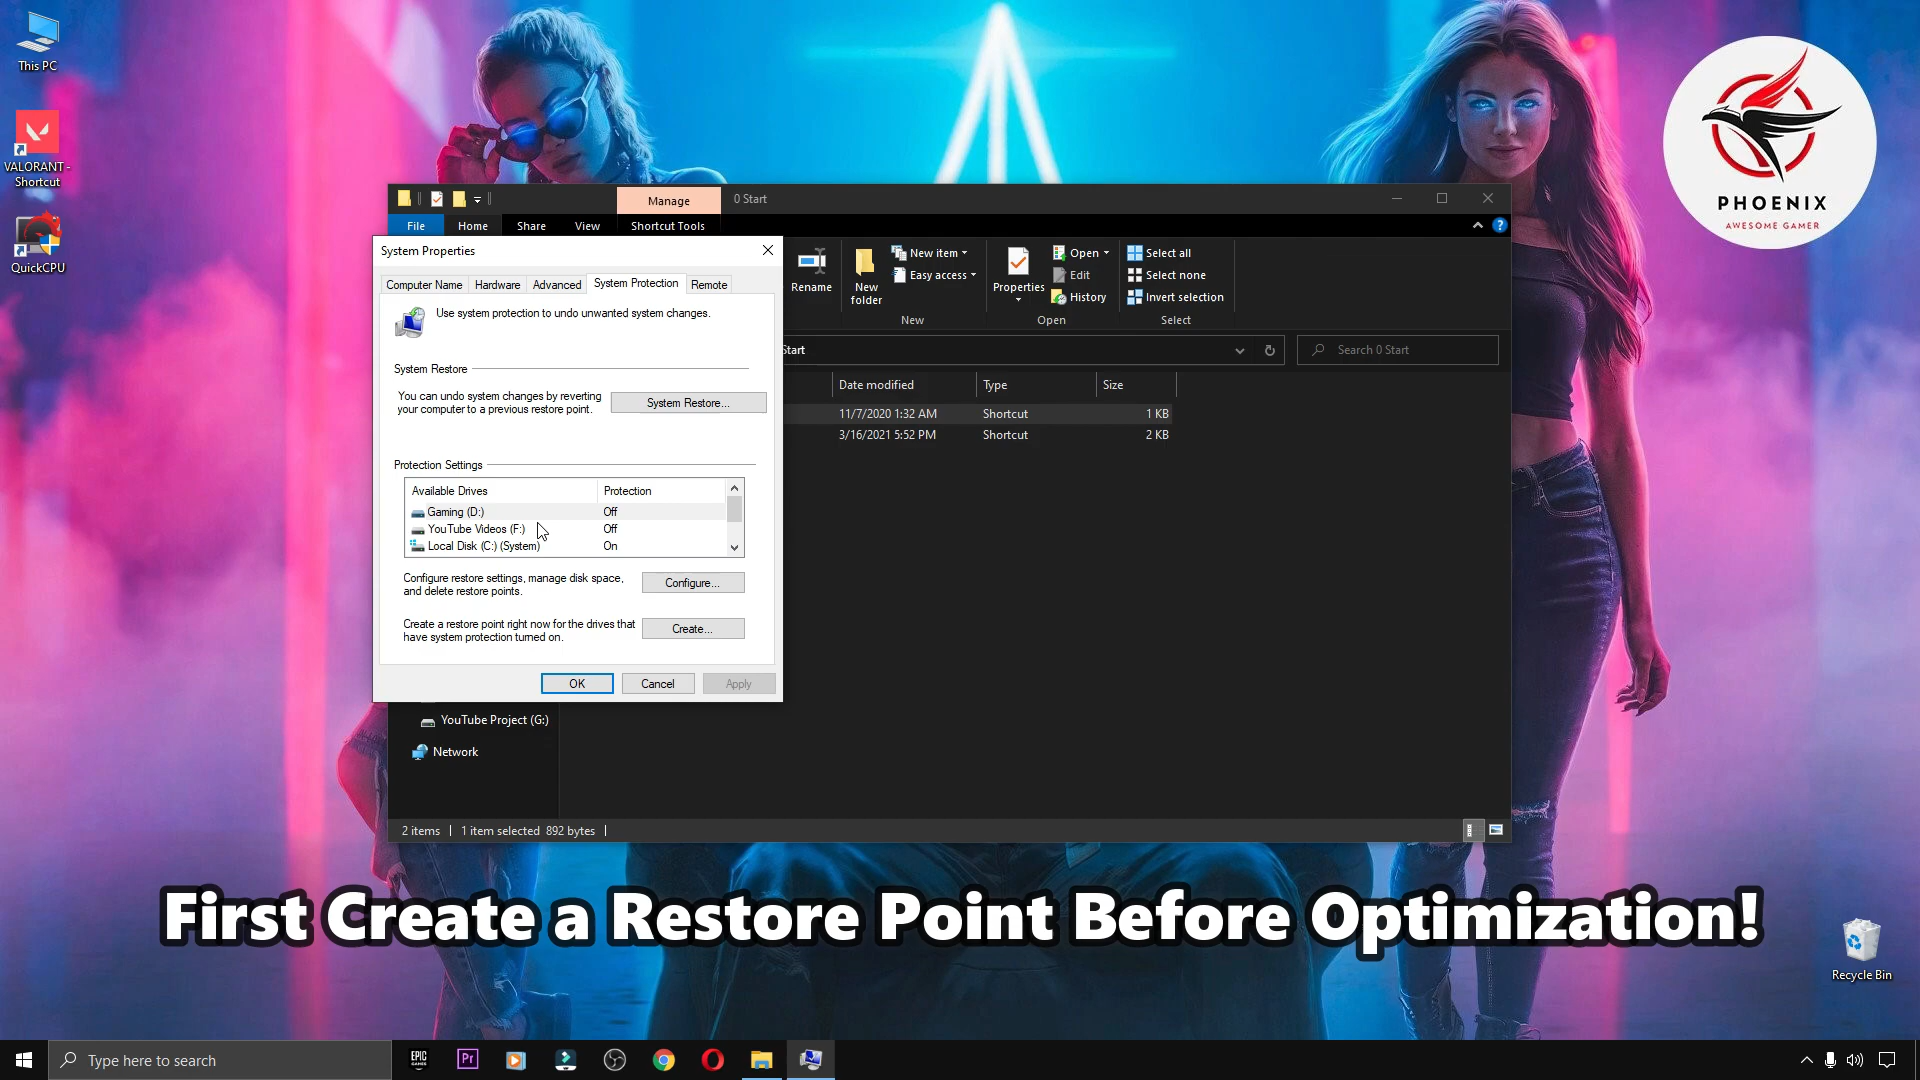 This PC
VALORANT -
Shortcut
QuickCPU
PHOENIX
AWESOME GAMER
Manage
0 Start
File
Home
Share
View
Shortcut Tools
System Properties
Computer Name
Hardware
Advanced
System Protection
Remote
Use system protection to undo unwanted system changes.
System Restore
You can undo system changes by reverting
your computer to a previous restore point.
System Restore...
Protection Settings
Available Drives
Protection
Gaming (D:)
Off
YouTube Videos (F:)
Off
Local Disk (C:) (System)
On
Configure restore settings, manage disk space,
and delete restore points.
Configure...
Create a restore point right now for the drives that
have system protection turned on.
Create...
OK
Cancel
Apply
Rename
New
folder
New item
Easy access
New
Properties
Open
Edit
History
Open
Select all
Select none
Invert selection
Select
Start
Search 0 Start
Date modified
Type
Size
11/7/2020 1:32 AM
Shortcut
1 KB
3/16/2021 5:52 PM
Shortcut
2 KB
YouTube Project (G:)
Network
2 items
1 item selected 892 bytes
First Create a Restore Point Before Optimization!
Recycle Bin
Type here to search
EPIC
GAMES
Pr